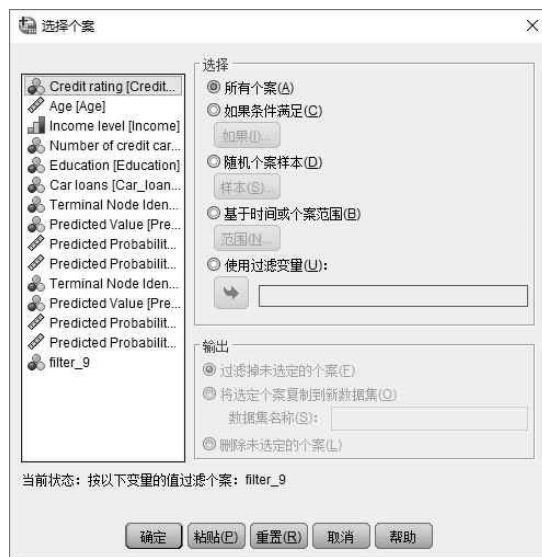 选择个案
Credit rating [Credit...
Age [Age]
Income level [Income]
Number of credit car...
Education [Education]
Car loans [Car_loan...
Terminal Node Iden...
Predicted Value [Pre...
Predicted Probabilit...
Predicted Probabilit...
Terminal Node Iden...
Predicted Value [Pre...
Predicted Probabilit...
Predicted Probabilit...
filter_9
选择
所有个案(A)
如果条件满足(C)
如果(I)...
随机个案样本(D)
样本(S)...
基于时间或个案范围(B)
范围(N)...
使用过滤变量(U):
输出
过滤掉未选定的个案(F)
将选定个案复制到新数据集(O)
数据集名称(S):
删除未选定的个案(L)
当前状态：按以下变量的值过滤个案：filter_9
确定 粘贴(P) 重置(R) 取消 帮助